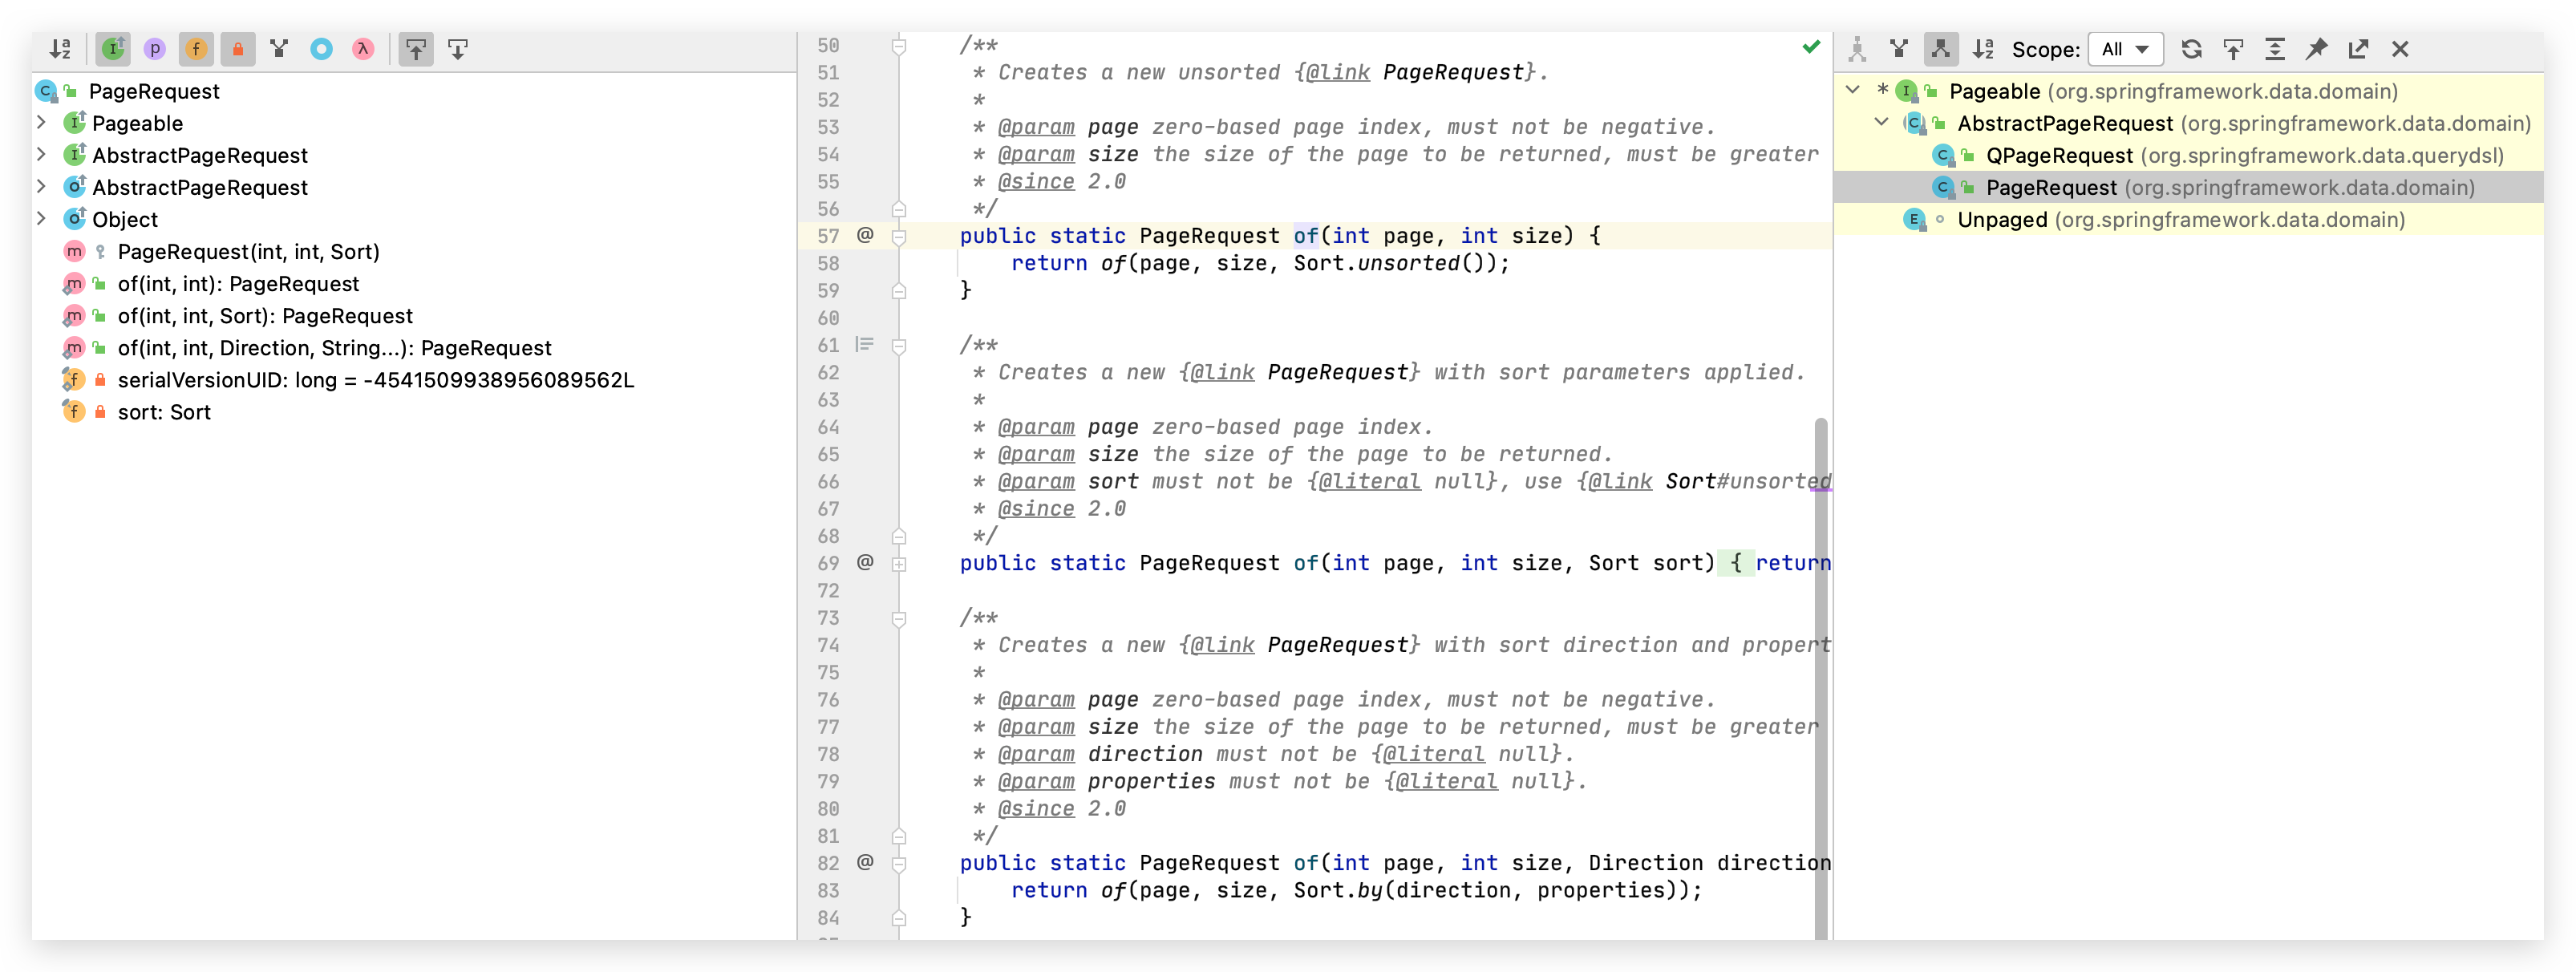 PageRequest
Pageable
AbstractPageRequest
AbstractPageRequest
Object
PageRequest(int, int, Sort)
of(int, int): PageRequest
of(int, int, Sort): PageRequest
of(int, int, Direction, String...): PageRequest
serialVersionUID: long = -4541509938956089562L
sort: Sort
50 /**
51 * Creates a new unsorted {@link PageRequest}.
52 *
53 * @param page zero-based page index, must not be negative.
54 * @param size the size of the page to be returned, must be greater
55 * @since 2.0
56 */
57 @ public static PageRequest of(int page, int size) {
58 return of(page, size, Sort.unsorted());
59 }
60
61 /**
62 * Creates a new {@link PageRequest} with sort parameters applied.
63 *
64 * @param page zero-based page index.
65 * @param size the size of the page to be returned.
66 * @param sort must not be {@literal null}, use {@link Sort#unsorted
67 * @since 2.0
68 */
69 @ public static PageRequest of(int page, int size, Sort sort) { return
72
73 /**
74 * Creates a new {@link PageRequest} with sort direction and propert
75 *
76 * @param page zero-based page index, must not be negative.
77 * @param size the size of the page to be returned, must be greater
78 * @param direction must not be {@literal null}.
79 * @param properties must not be {@literal null}.
80 * @since 2.0
81 */
82 @ public static PageRequest of(int page, int size, Direction direction
83 return of(page, size, Sort.by(direction, properties));
84 }
Scope: All
* Pageable (org.springframework.data.domain)
AbstractPageRequest (org.springframework.data.domain)
QPageRequest (org.springframework.data.querydsl)
PageRequest (org.springframework.data.domain)
Unpaged (org.springframework.data.domain)